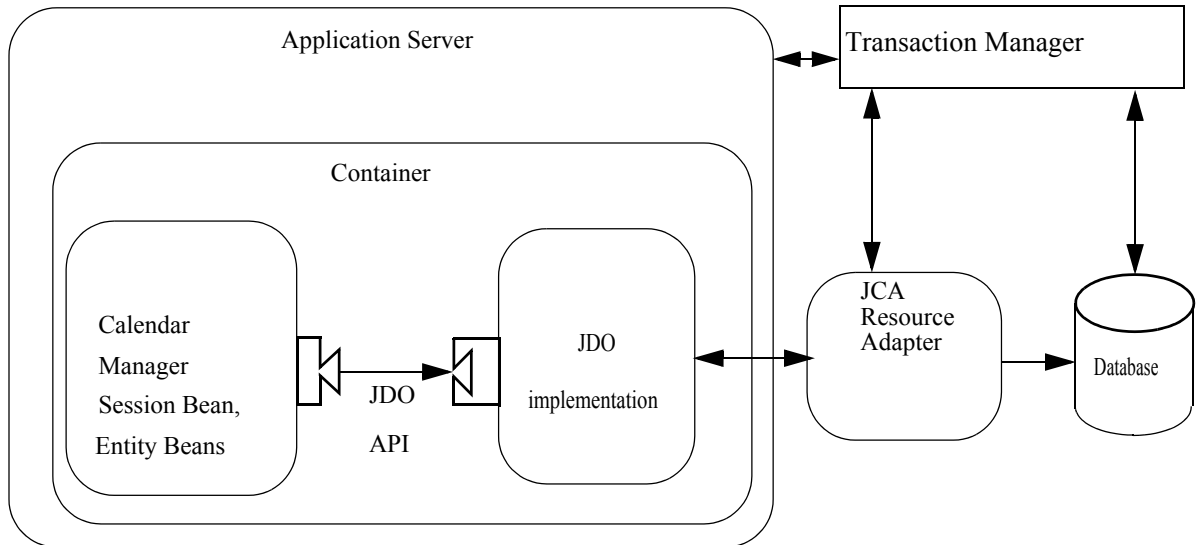 Application Server
Transaction Manager
Container
Calendar
Manager
Session Bean,
Entity Beans
JDO
API
JDO
implementation
JCA
Resource
Adapter
Database